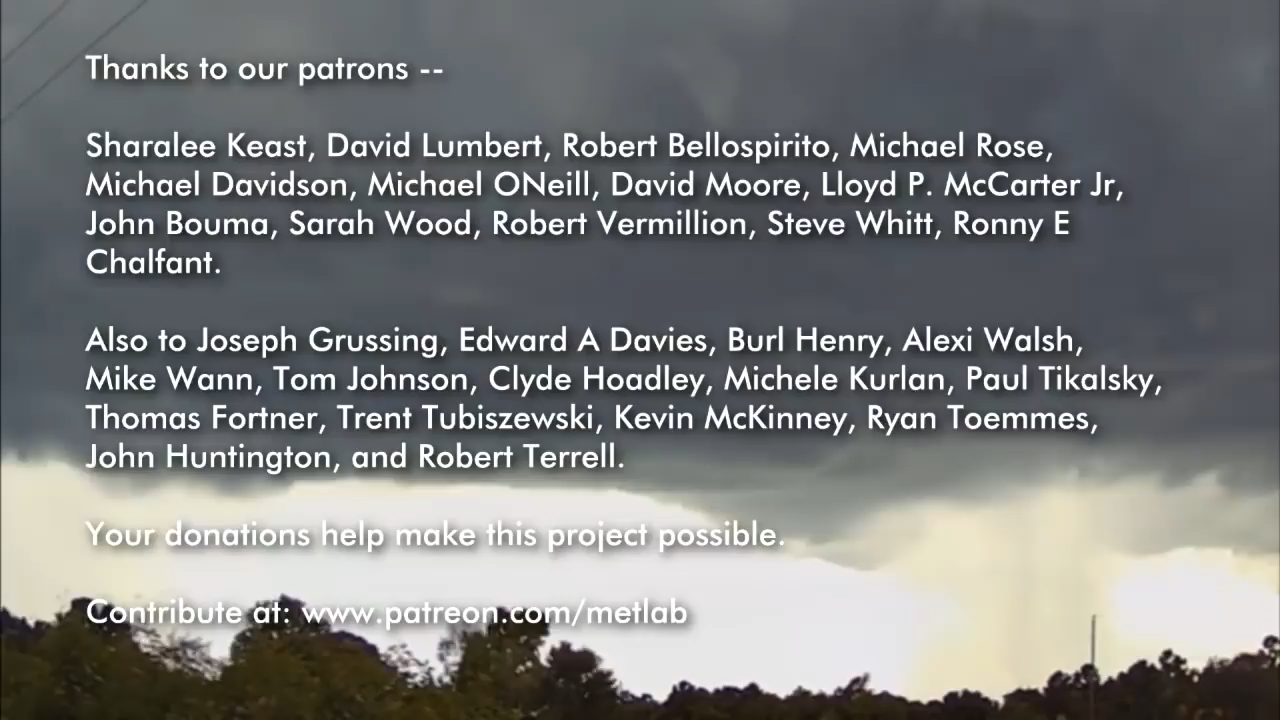 Thanks to our patrons --
Sharalee Keast, David Lumbert, Robert Bellospirito, Michael Rose,
Michael Davidson, Michael ONeill, David Moore, Lloyd P. McCarter Jr,
John Bouma, Sarah Wood, Robert Vermillion, Steve Whitt, Ronny E
Chalfant.
Also to Joseph Grussing, Edward A Davies, Burl Henry, Alexi Walsh,
Mike Wann, Tom Johnson, Clyde Hoadley, Michele Kurlan, Paul Tikalsky,
Thomas Fortner, Trent Tubiszewski, Kevin McKinney, Ryan Toemmes,
John Huntington, and Robert Terrell.
Your donations help make this project possible.
Contribute at: www.patreon.com/metlab